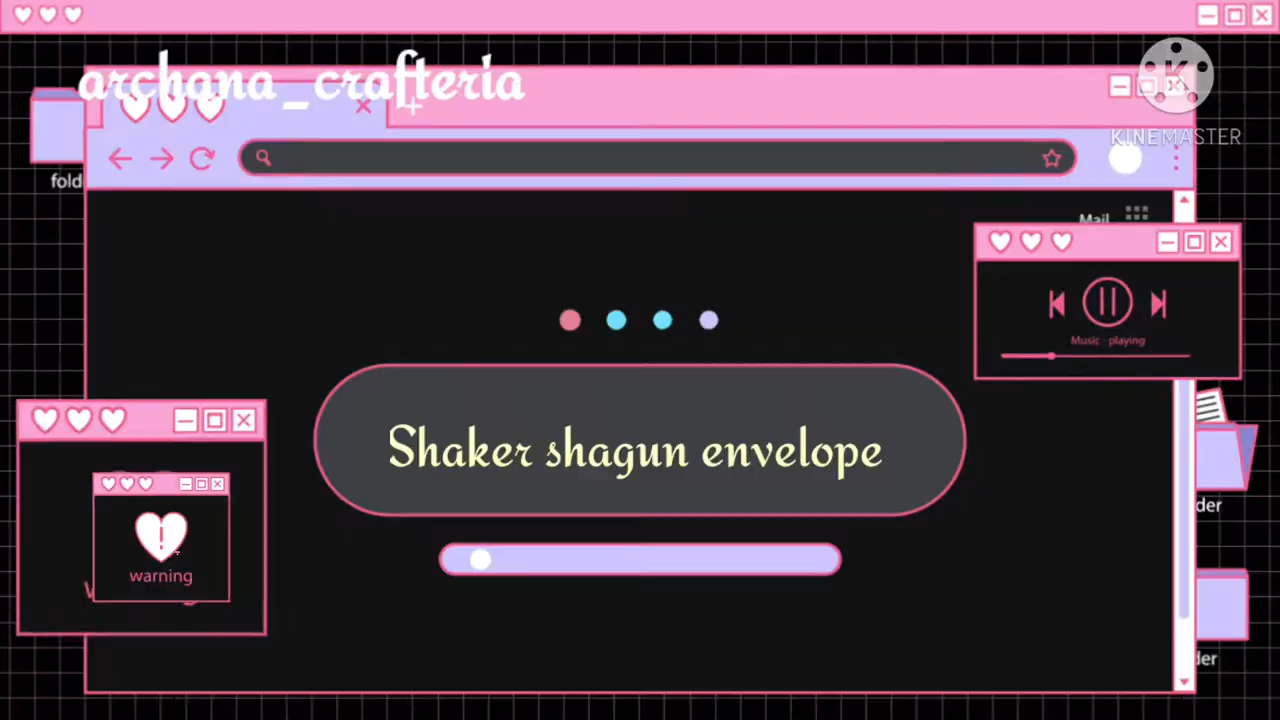 archana_crafteria
KINEMASTER
fold
Mail
Music - playing
Shaker shagun envelope
der
warning
der